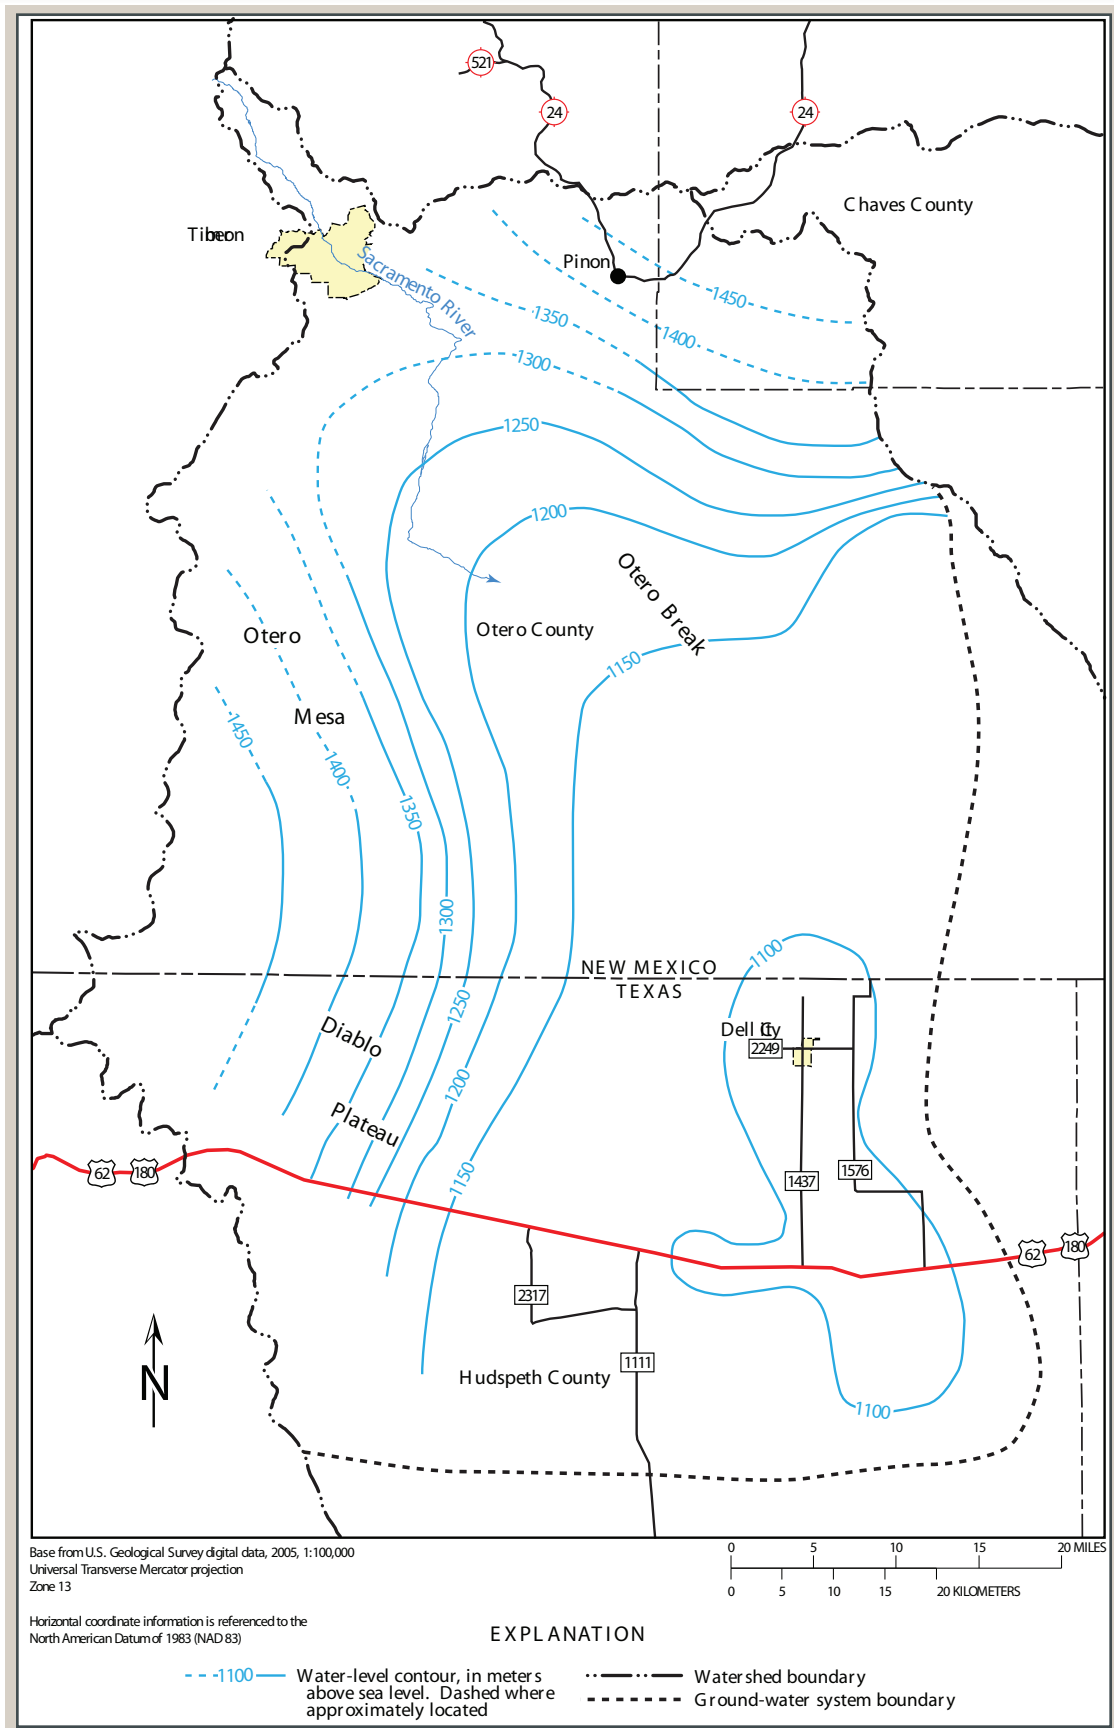 521
24
24
Chaves County
Timberon
Pinon
Sacramento River
1450
1350
1400
1300
1250
1200
Otero Break
Otero
Otero County
1150
Mesa
1450
1400
1350
1300
1100
NEW MEXICO
TEXAS
1250
Diablo
Dell City
2249
1200
Plateau
62
180
1150
1437
1576
62
180
2317
1111
N
Hudspeth County
1100
Base from U.S. Geological Survey digital data, 2005, 1:100,000
Universal Transverse Mercator projection
Zone 13
Horizontal coordinate information is referenced to the
North American Datum of 1983 (NAD 83)
0 5 10 15 20 MILES
0 5 10 15 20 KILOMETERS
EXPLANATION
1100 Water-level contour, in meters
above sea level. Dashed where
approximately located
Watershed boundary
Ground-water system boundary